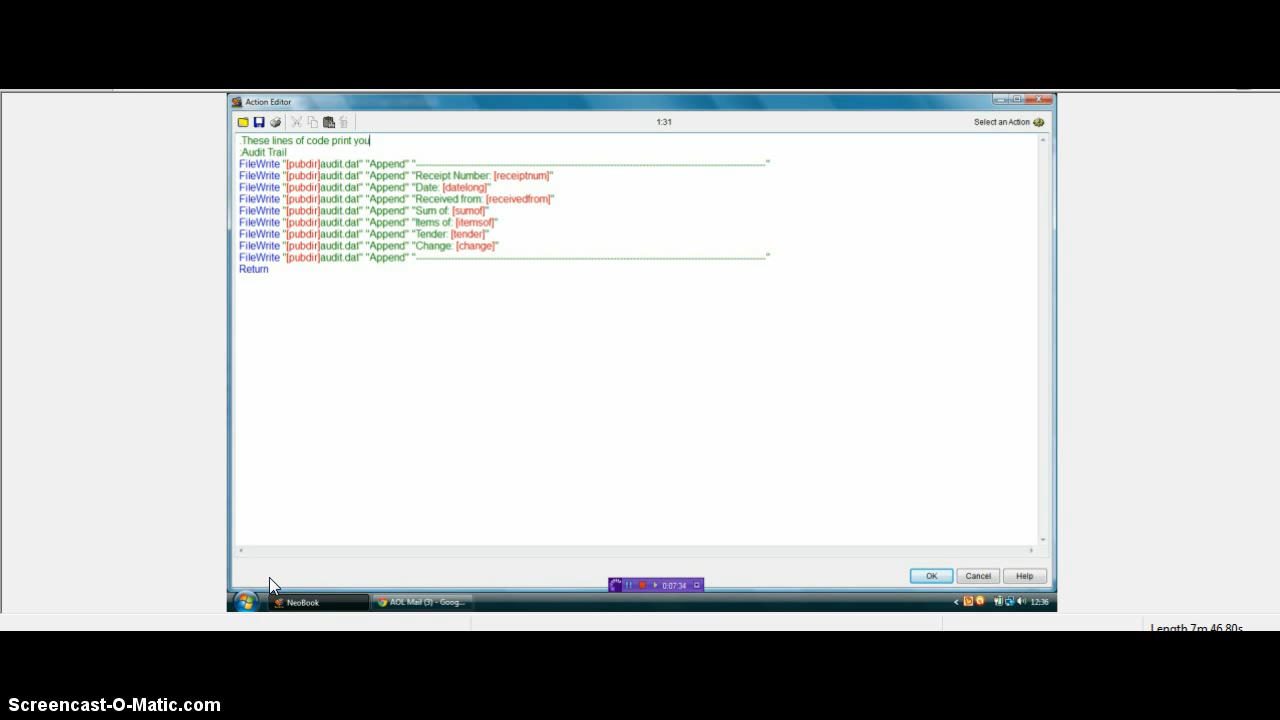 Action Editor
1:31
Select an Action
.These lines of code print you
:Audit Trail
FileWrite "[pubdir]audit.dat" "Append" "------------------------------------------------------------------------------------------"
FileWrite "[pubdir]audit.dat" "Append" "Receipt Number: [receiptnum]"
FileWrite "[pubdir]audit.dat" "Append" "Date: [datelong]"
FileWrite "[pubdir]audit.dat" "Append" "Received from: [receivedfrom]"
FileWrite "[pubdir]audit.dat" "Append" "Sum of: [sumof]"
FileWrite "[pubdir]audit.dat" "Append" "Items of: [itemsof]"
FileWrite "[pubdir]audit.dat" "Append" "Tender: [tender]"
FileWrite "[pubdir]audit.dat" "Append" "Change: [change]"
FileWrite "[pubdir]audit.dat" "Append" "------------------------------------------------------------------------------------------"
Return
OK Cancel Help
0:07:34
NeoBook AOL Mail (3) - Goog... 12:36
Length 7m 46.80s
Screencast-O-Matic.com